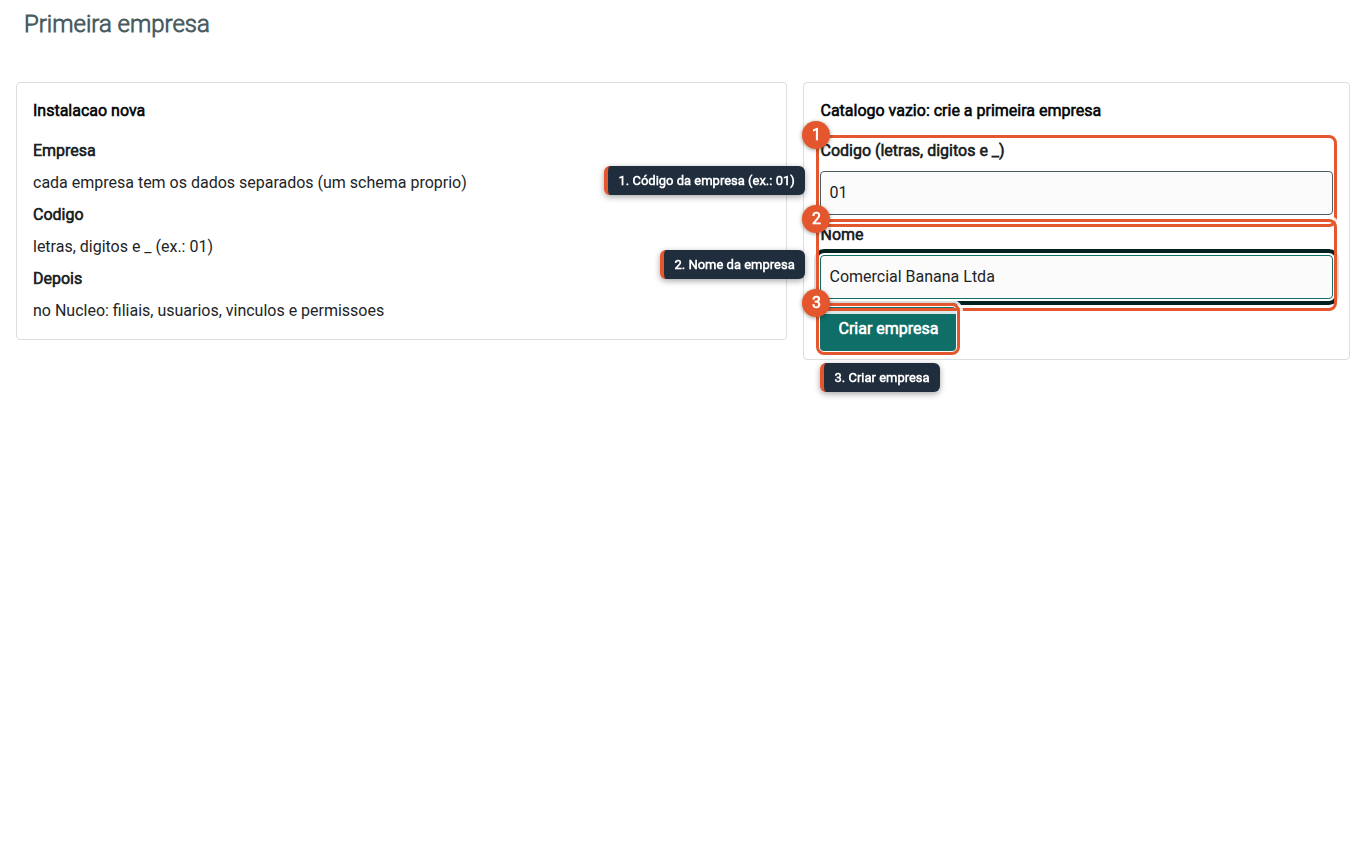 Primeira empresa
Instalacao nova
Empresa
cada empresa tem os dados separados (um schema proprio)
Codigo
letras, digitos e _ (ex.: 01)
Depois
no Nucleo: filiais, usuarios, vinculos e permissoes
Catalogo vazio: crie a primeira empresa
1
Codigo (letras, digitos e _)
1. Código da empresa (ex.: 01)
01
2
Nome
2. Nome da empresa
Comercial Banana Ltda
3
Criar empresa
3. Criar empresa